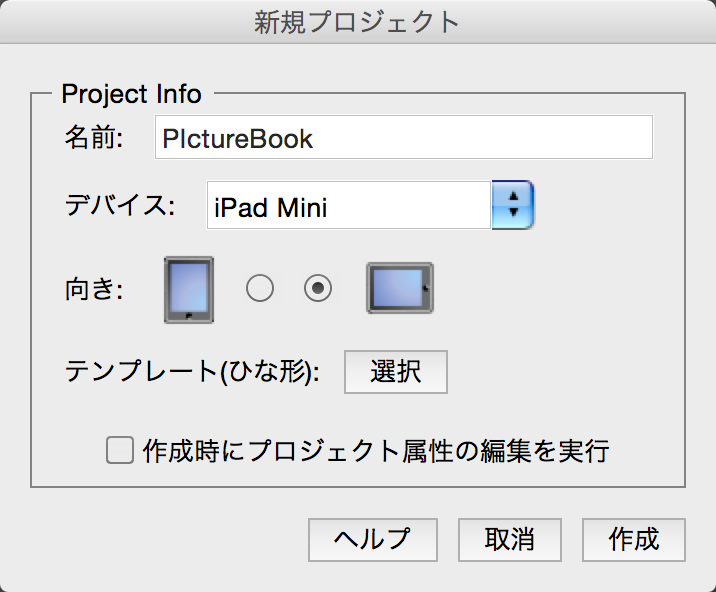 新規プロジェクト
Project Info
名前: PIctureBook
デバイス: iPad Mini
向き:
テンプレート(ひな形): 選択
作成時にプロジェクト属性の編集を実行
ヘルプ 取消 作成